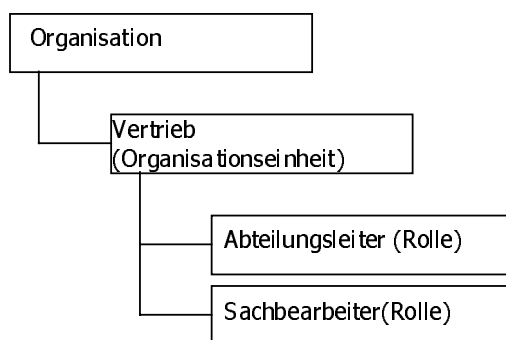 Organisation
Vertrieb
(Organisationseinheit)
Abteilungsleiter (Rolle)
Sachbearbeiter(Rolle)